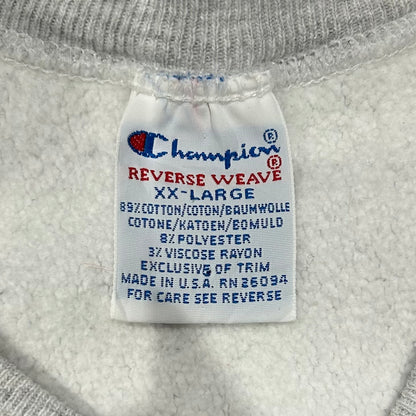 Champion®
REVERSE WEAVE®
XX-LARGE
89% COTTON/COTON/BAUMWOLLE
COTONE/KATOEN/BOMULD
8% POLYESTER
3% VISCOSE RAYON
EXCLUSIVE OF TRIM
MADE IN U.S.A. RN 26094
FOR CARE SEE REVERSE